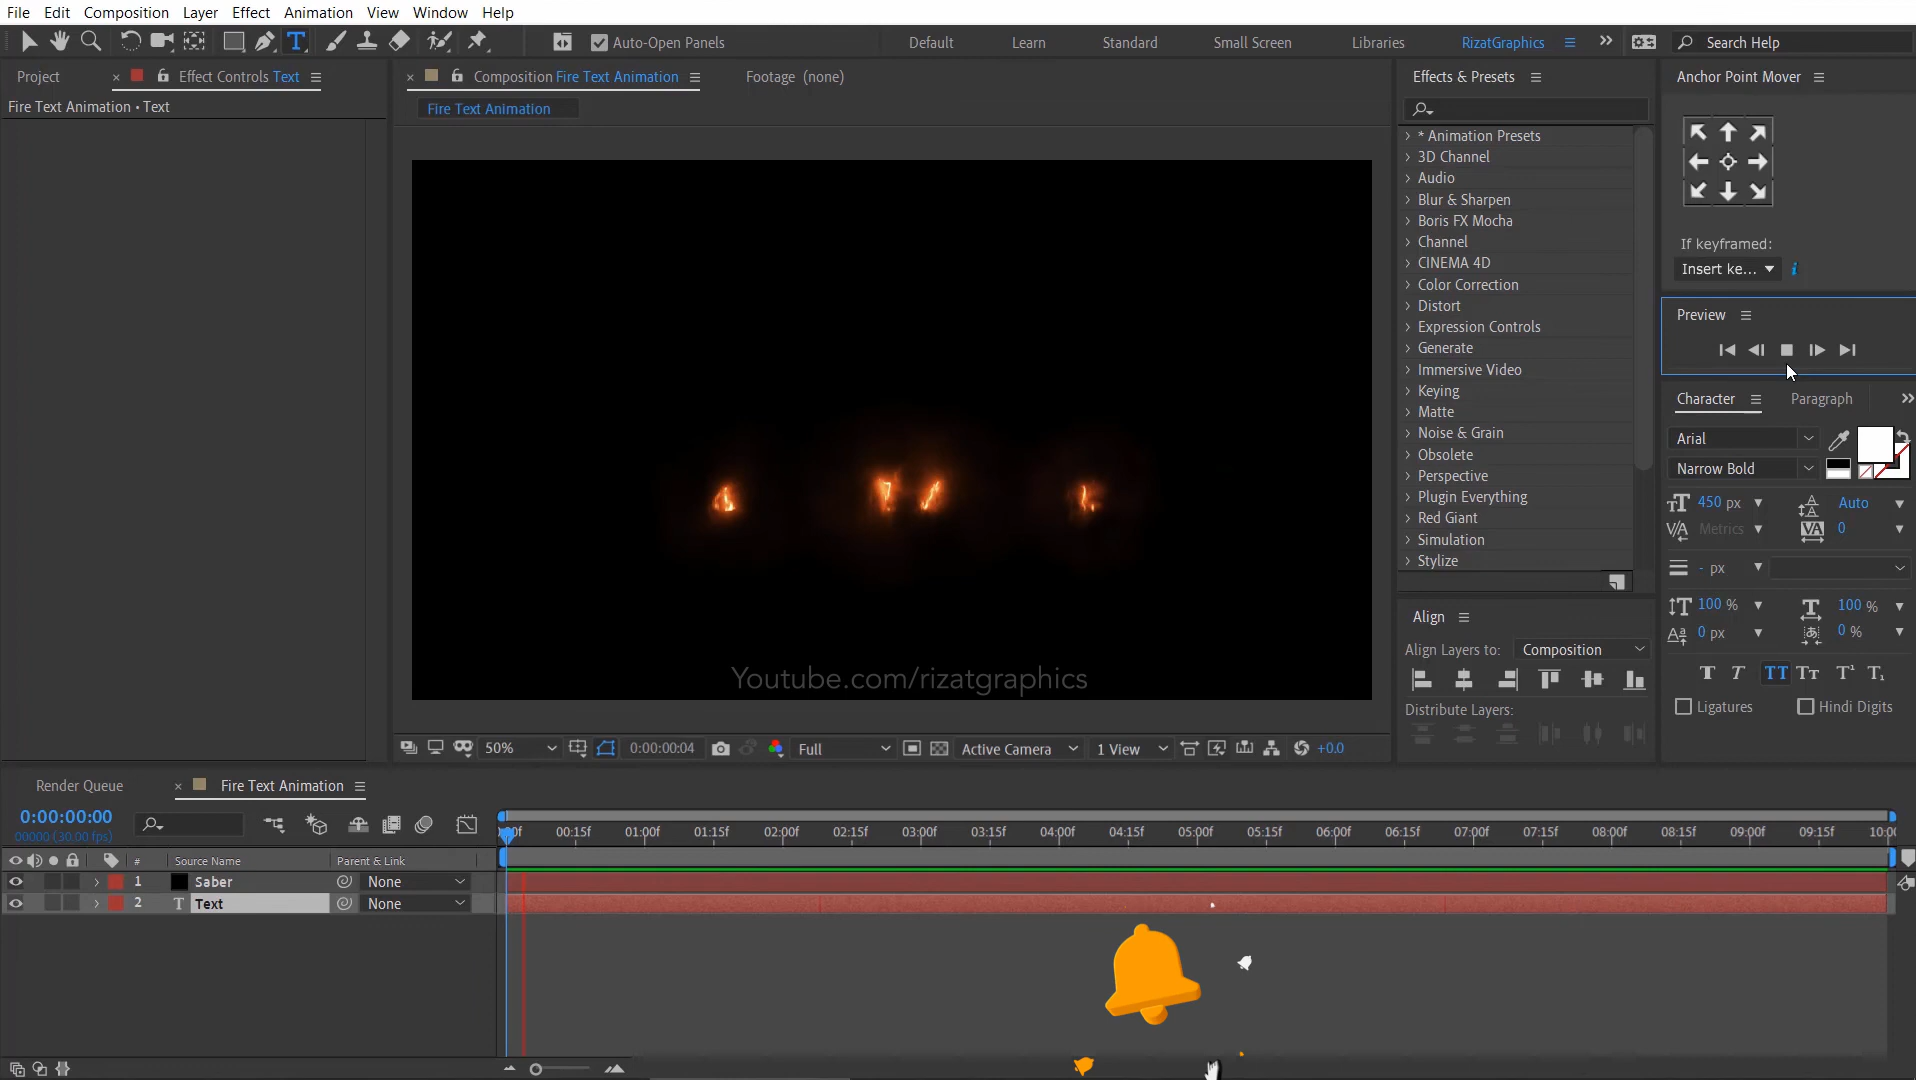 File Edit Composition Layer Effect Animation View Window Help
Auto-Open Panels Default Learn Standard Small Screen Libraries RizatGraphics Search Help
Project Effect Controls Text Composition Fire Text Animation Footage (none) Effects & Presets Anchor Point Mover
Fire Text Animation • Text
Fire Text Animation
* Animation Presets
3D Channel
Audio
Blur & Sharpen
Boris FX Mocha
Channel
CINEMA 4D
Color Correction
Distort
Expression Controls
Generate
Immersive Video
Keying
Matte
Noise & Grain
Obsolete
Perspective
Plugin Everything
Red Giant
Simulation
Stylize
If keyframed:
Insert ke...
Preview
Character Paragraph
Arial
Narrow Bold
450 px Auto
Metrics 0
- px
100 % 100 %
0 px 0 %
Ligatures Hindi Digits
Align
Align Layers to: Composition
Distribute Layers:
Youtube.com/rizatgraphics
50% 0:00:00:04 Full Active Camera 1 View +0.0
Render Queue Fire Text Animation
0:00:00:00
00000 (30.00 fps)
00:15f 01:00f 01:15f 02:00f 02:15f 03:00f 03:15f 04:00f 04:15f 05:00f 05:15f 06:00f 06:15f 07:00f 07:15f 08:00f 08:15f 09:00f 09:15f 10:00
# Source Name Parent & Link
1 Saber None
2 Text None